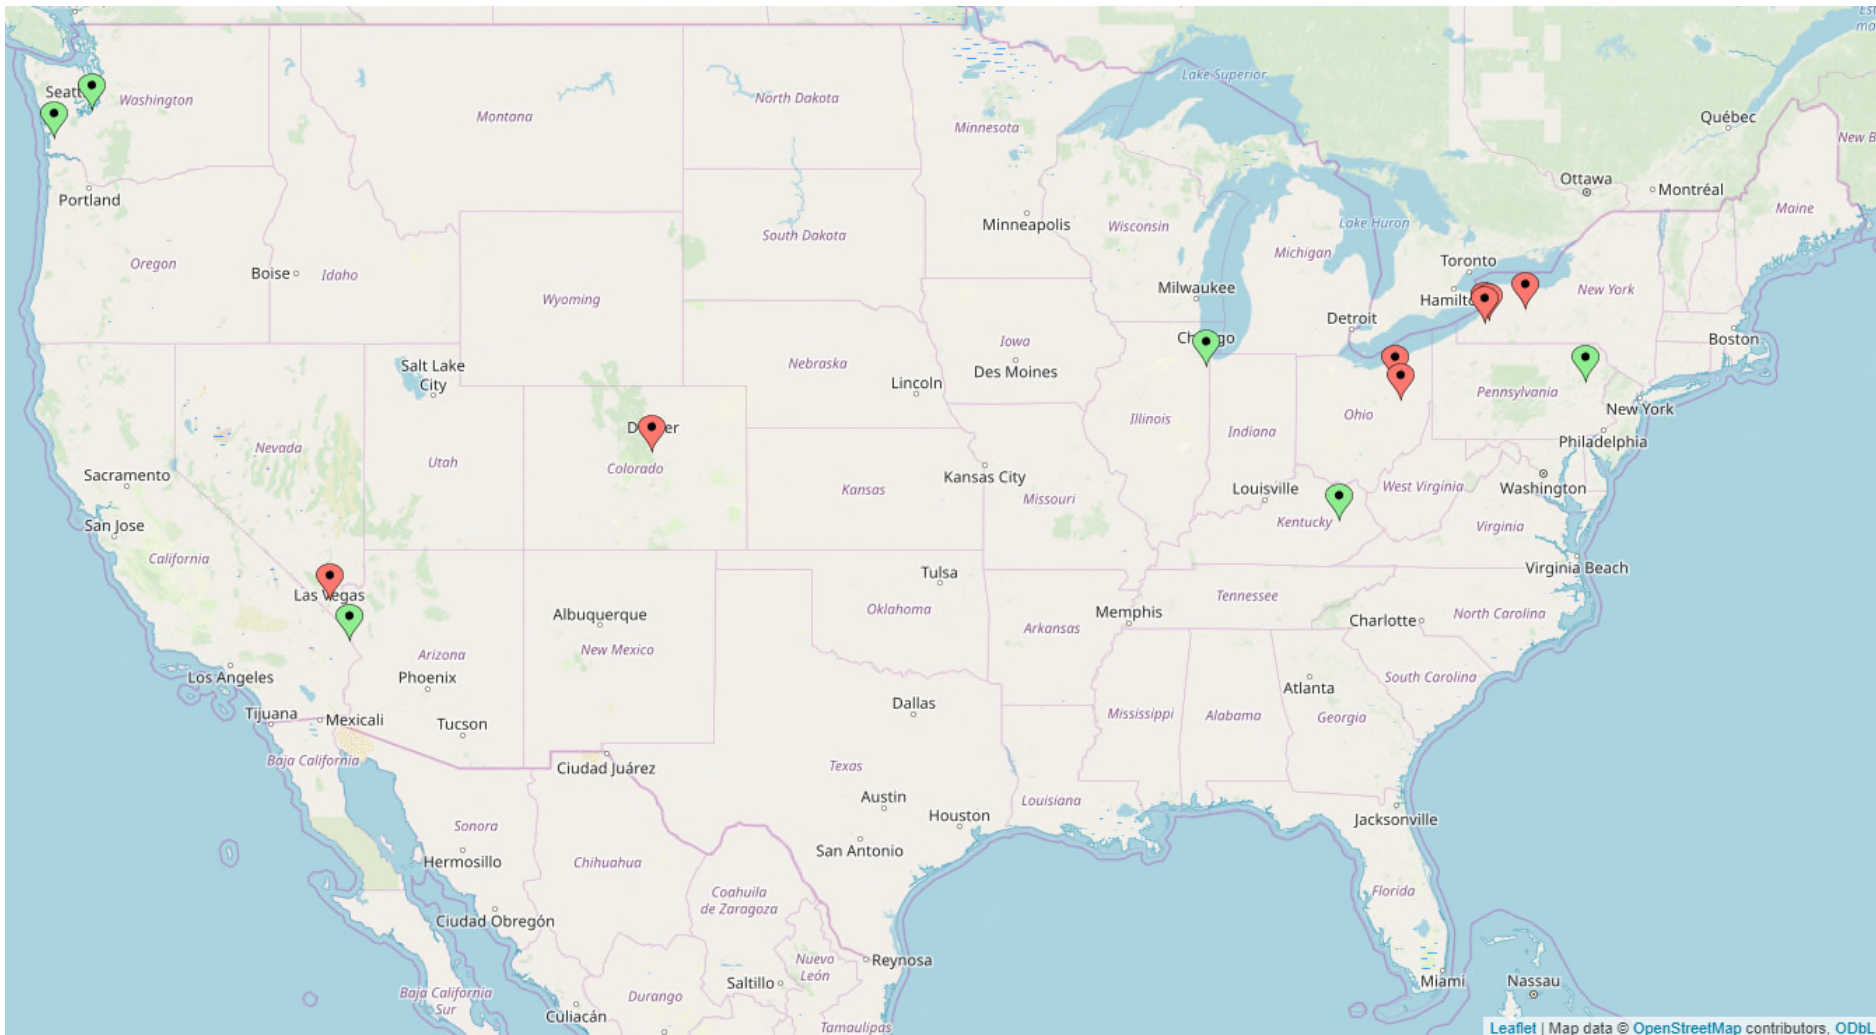 Lake Superior
Seatt
Washington
North Dakota
Montana
Minnesota
Québec
New B
Portland
Ottawa
Montréal
Maine
Minneapolis
Wisconsin
Lake Huron
Michigan
South Dakota
Oregon
Toronto
Boise
Idaho
Milwaukee
Hamilt
New York
Wyoming
Detroit
Ch
go
Iowa
Boston
Des Moines
Nebraska
Salt Lake
City
Lincoln
Pennsylvania
New York
Ohio
Illinois
Indiana
D
er
Philadelphia
Nevada
Utah
Colorado
Sacramento
Kansas City
Kansas
Missouri
Louisville
West Virginia
Washington
Kentucky
Virginia
San Jose
California
Virginia Beach
Tulsa
Las Vegas
Oklahoma
Tennessee
Albuquerque
Memphis
Arkansas
Charlotte
North Carolina
New Mexico
Arizona
Los Angeles
Phoenix
South Carolina
Atlanta
Dallas
Tijuana
Mexicali
Tucson
Mississippi
Alabama
Georgia
Baja California
Ciudad Juárez
Texas
Austin
Louisiana
Houston
Jacksonville
Sonora
San Antonio
Hermosillo
Chihuahua
Coahuila
de Zaragoza
Florida
Ciudad Obregón
Reynosa
Nuevo
León
Saltillo
Miami
Nassau
Baja California
Sur
Durango
Culiacán
Tamaulipas
Leaflet | Map data © OpenStreetMap contributors, ODbL